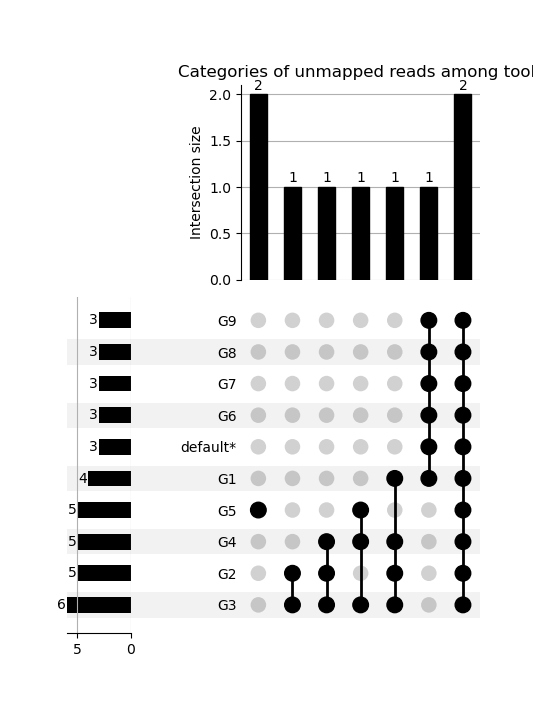 Categories of unmapped reads among tool
2 1 1 1 1 1 2
2.0
1.5
1.0
0.5
0.0
Intersection size
3 G9
3 G8
3 G7
3 G6
3 default*
4 G1
5 G5
5 G4
5 G2
6 G3
5 0